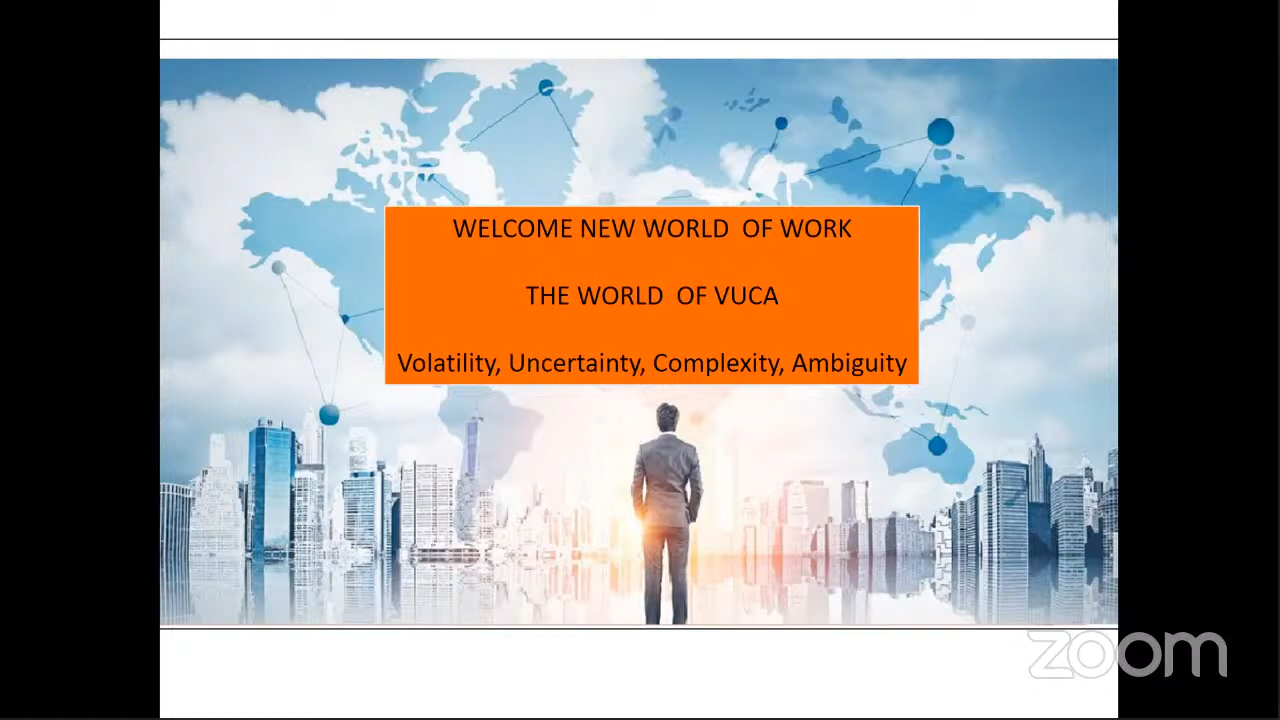 WELCOME NEW WORLD  OF WORK
THE WORLD  OF VUCA
Volatility, Uncertainty, Complexity, Ambiguity
zoom